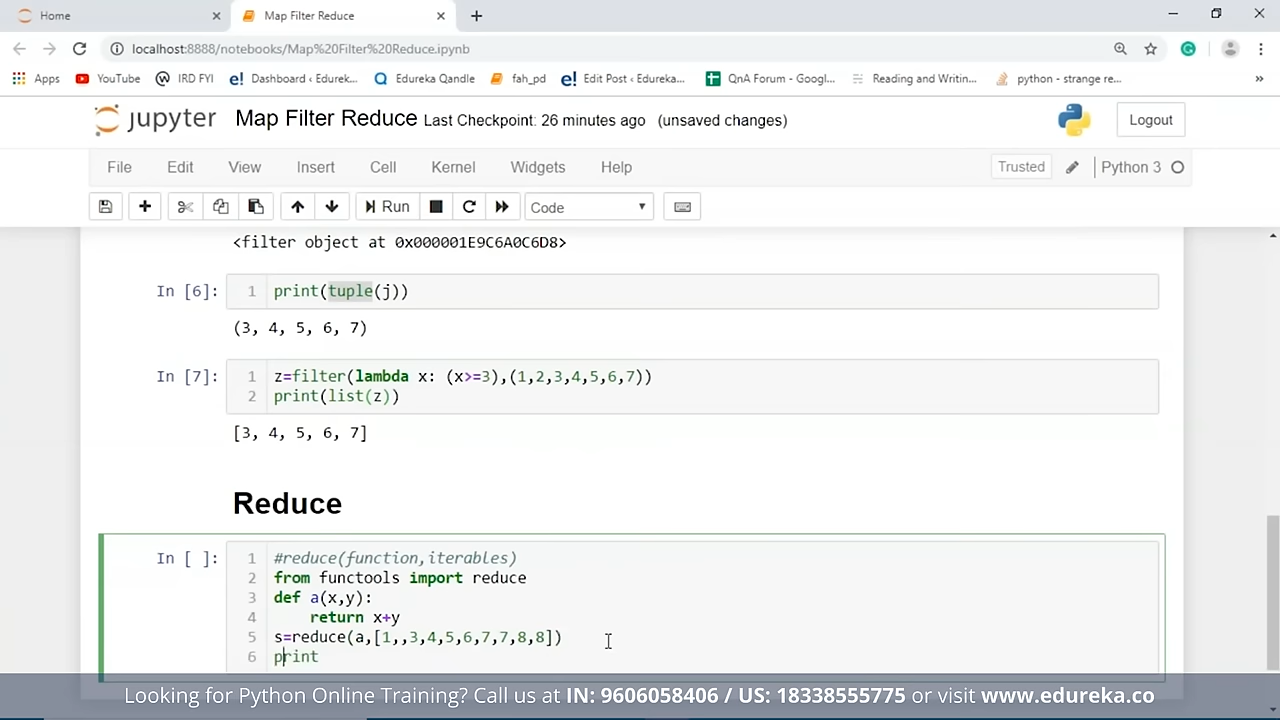 Home
Map Filter Reduce
localhost:8888/notebooks/Map%20Filter%20Reduce.ipynb
Apps YouTube IRD FYI Dashboard ‹ Edurek... Edureka Qandle fah_pd Edit Post ‹ Edureka... QnA Forum - Googl... Reading and Writin... python - strange re... »
jupyter Map Filter Reduce Last Checkpoint: 26 minutes ago (unsaved changes) Logout
File Edit View Insert Cell Kernel Widgets Help Trusted Python 3
Run Code
<filter object at 0x000001E9C6A0C6D8>
In [6]: 1 print(tuple(j))
(3, 4, 5, 6, 7)
In [7]: 1 z=filter(lambda x: (x>=3),(1,2,3,4,5,6,7))
2 print(list(z))
[3, 4, 5, 6, 7]
Reduce
In [ ]: 1 #reduce(function,iterables)
2 from functools import reduce
3 def a(x,y):
4 return x+y
5 s=reduce(a,[1,,3,4,5,6,7,7,8,8])
6 print
Looking for Python Online Training? Call us at IN: 9606058406 / US: 18338555775 or visit www.edureka.co